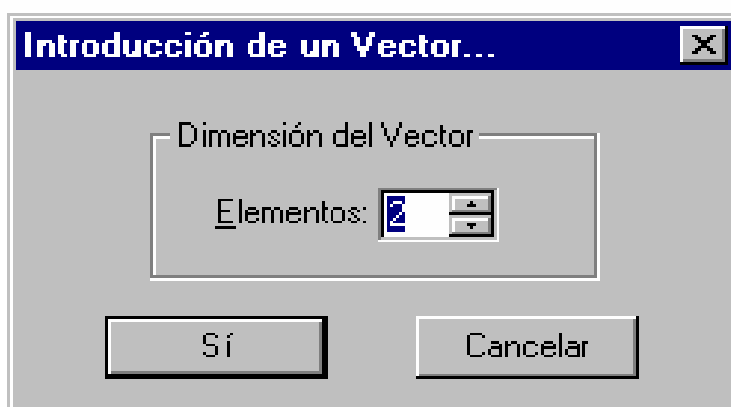 Introducción de un Vector...
Dimensión del Vector
Elementos: 2
Sí Cancelar